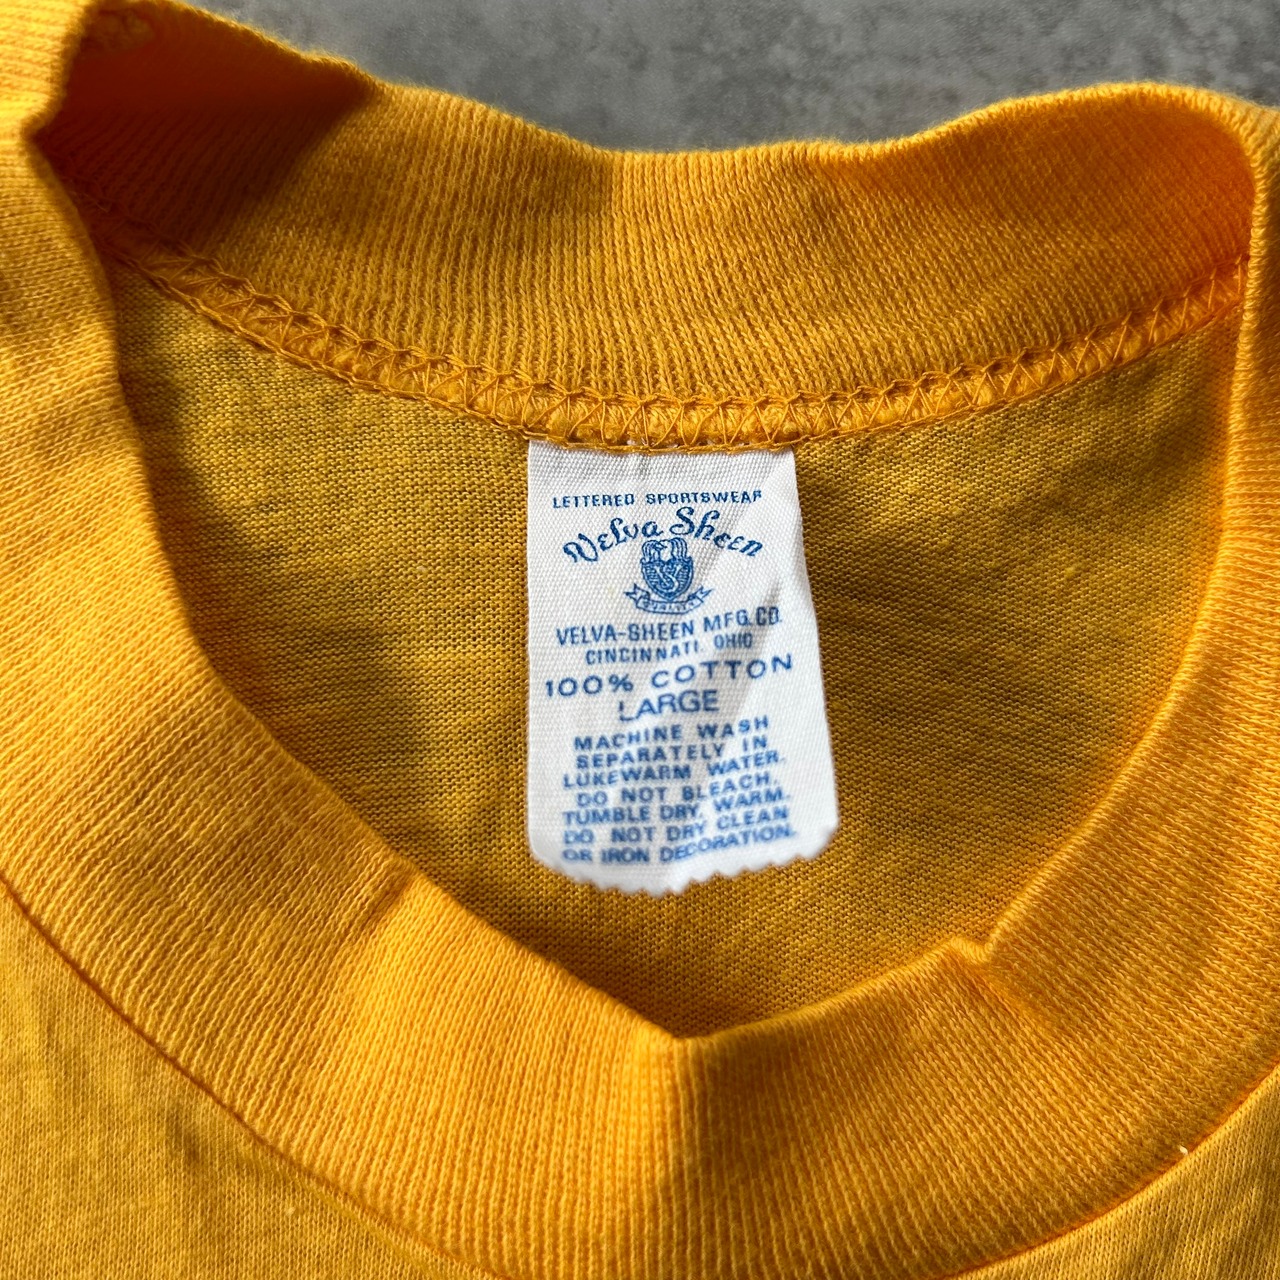 LETTERED SPORTSWEAR
Velva Sheen
QUALITY
VELVA-SHEEN MFG. CO.
CINCINNATI, OHIO
100% COTTON
LARGE
MACHINE WASH
SEPARATELY IN
LUKEWARM WATER.
DO NOT BLEACH.
TUMBLE DRY, WARM.
DO NOT DRY CLEAN
OR IRON DECORATION.